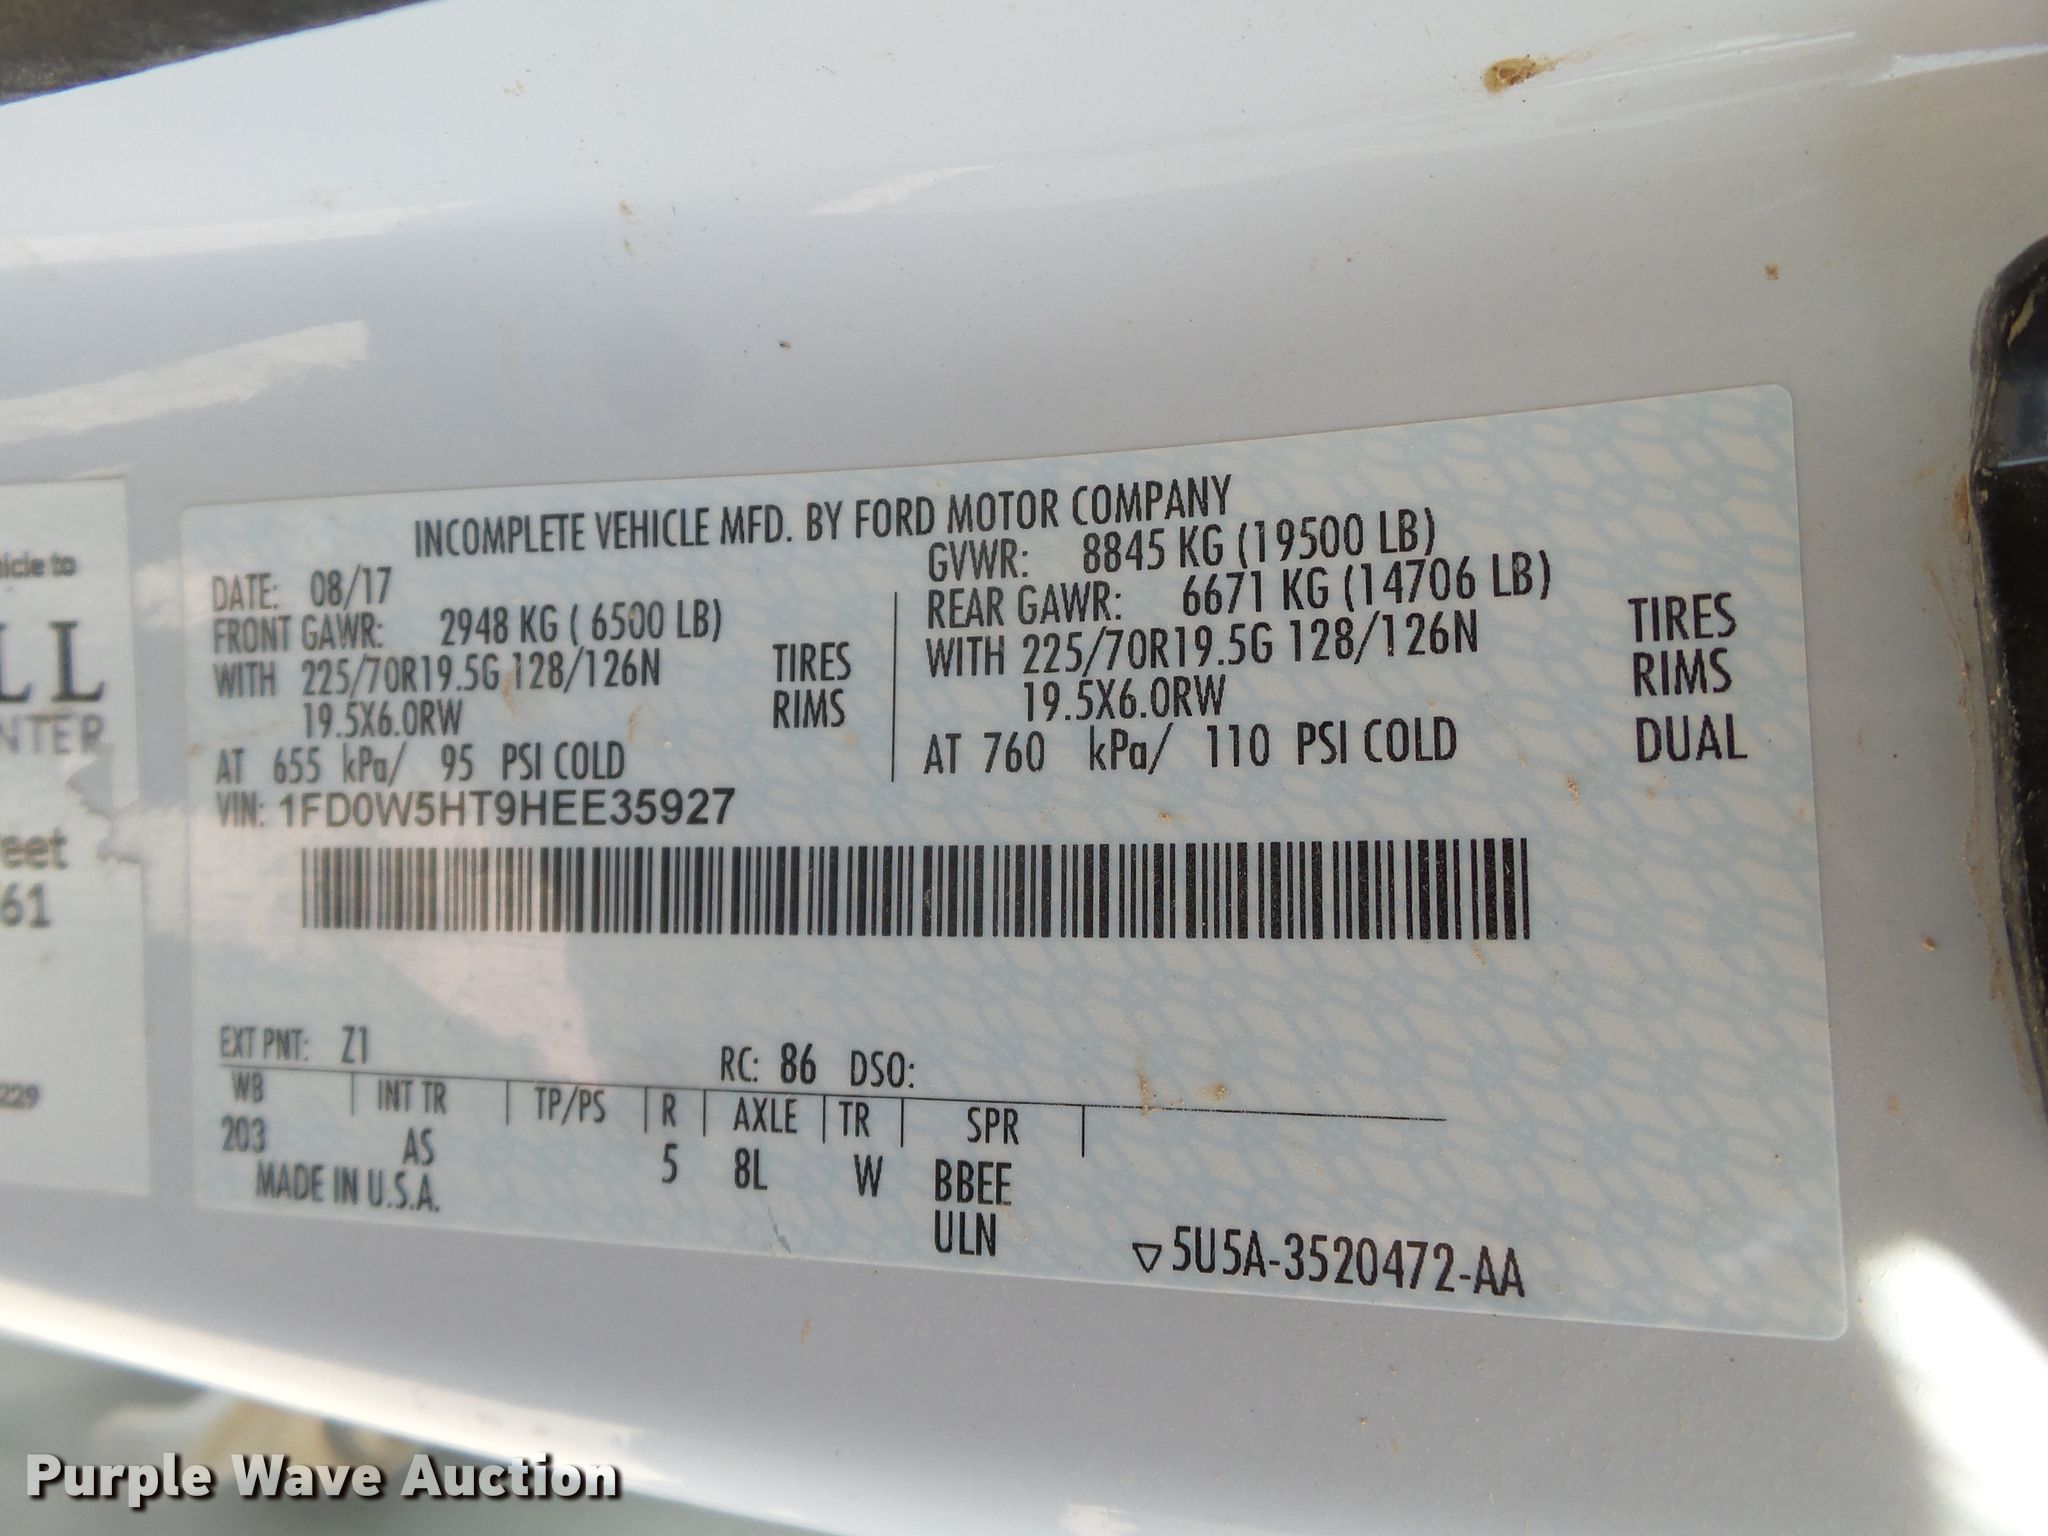 INCOMPLETE VEHICLE MFD. BY FORD MOTOR COMPANY
DATE: 08/17
GVWR: 8845 KG (19500 LB)
FRONT GAWR: 2948 KG ( 6500 LB)
REAR GAWR: 6671 KG (14706 LB)
WITH 225/70R19.5G 128/126N TIRES
WITH 225/70R19.5G 128/126N TIRES
19.5X6.0RW RIMS
19.5X6.0RW RIMS
AT 655 kPa/ 95 PSI COLD
AT 760 kPa/ 110 PSI COLD DUAL
VIN: 1FD0W5HT9HEE35927
EXT PNT: Z1 RC: 86 DSO:
WB INT TR TP/PS R AXLE TR SPR
203 AS 5 8L W BBEE
MADE IN U.S.A. ULN
5U5A-3520472-AA
to
61
229
Purple Wave Auction